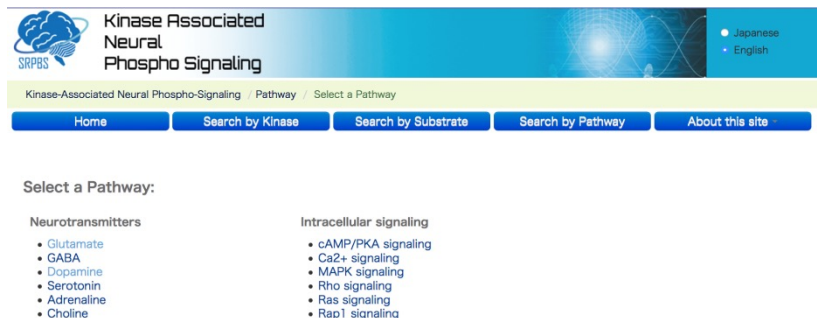 SRPBS
Kinase Associated
Neural
Phospho Signaling
Japanese
English
Kinase-Associated Neural Phospho-Signaling / Pathway / Select a Pathway
Home
Search by Kinase
Search by Substrate
Search by Pathway
About this site
Select a Pathway:
Neurotransmitters
• Glutamate
• GABA
• Dopamine
• Serotonin
• Adrenaline
• Choline
Intracellular signaling
• cAMP/PKA signaling
• Ca2+ signaling
• MAPK signaling
• Rho signaling
• Ras signaling
• Rap1 signaling